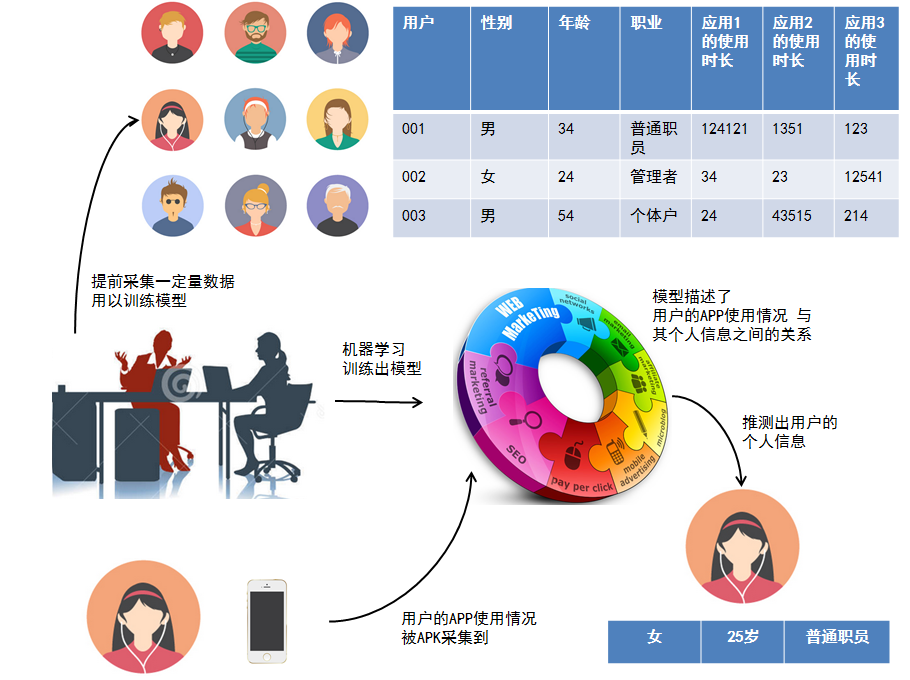 用户 性别 年龄 职业 应用1的使用时长 应用2的使用时长 应用3的使用时长
001 男 34 普通职员 124121 1351 123
002 女 24 管理者 34 23 12541
003 男 54 个体户 24 43515 214
提前采集一定量数据
用以训练模型
机器学习
训练出模型
WEB
MARKeTing
social
networks
email
marketing
affiliate
marketing
microblog
mobile
advertising
pay per click
SEO
referral
marketing
模型描述了
用户的APP使用情况 与
其个人信息之间的关系
推测出用户的
个人信息
用户的APP使用情况
被APK采集到
女 25岁 普通职员